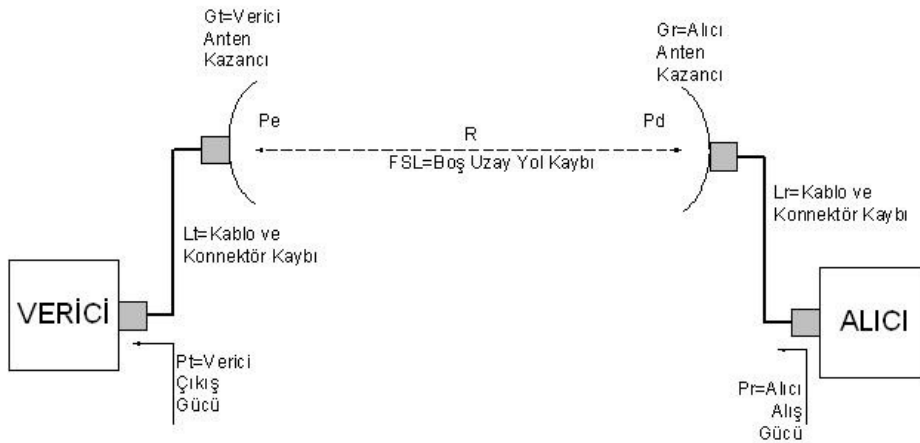 Gt=Verici
Anten
Kazancı
Gr=Alıcı
Anten
Kazancı
Pe
R
Pd
FSL=Boş Uzay Yol Kaybı
Lt=Kablo ve
Konnektör Kaybı
Lr=Kablo ve
Konnektör Kaybı
VERİCİ
ALICI
Pt=Verici
Çıkış
Gücü
Pr=Alıcı
Alış
Gücü